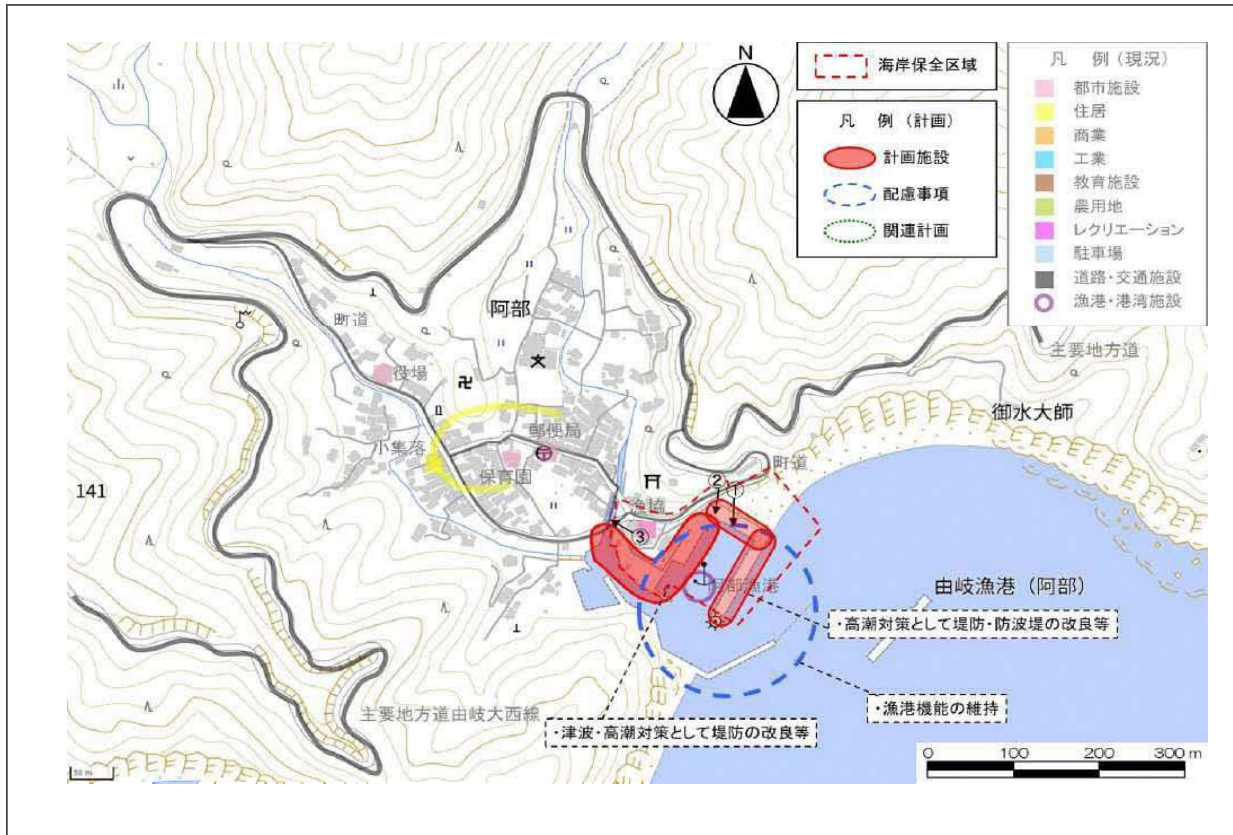 N
海岸保全区域
凡 例 (計画)
計画施設
配慮事項
関連計画
凡 例 (現況)
都市施設
住居
商業
工業
教育施設
農用地
レクリエーション
駐車場
道路・交通施設
漁港・港湾施設
阿部
町道
役場
主要地方道
御水大師
郵便局
小集落
保育園
町道
141
漁協
②
①
③
阿部漁港
由岐漁港(阿部)
・高潮対策として堤防・防波堤の改良等
・漁港機能の維持
主要地方道由岐大西線
・津波・高潮対策として堤防の改良等
0 100 200 300 m
50 m